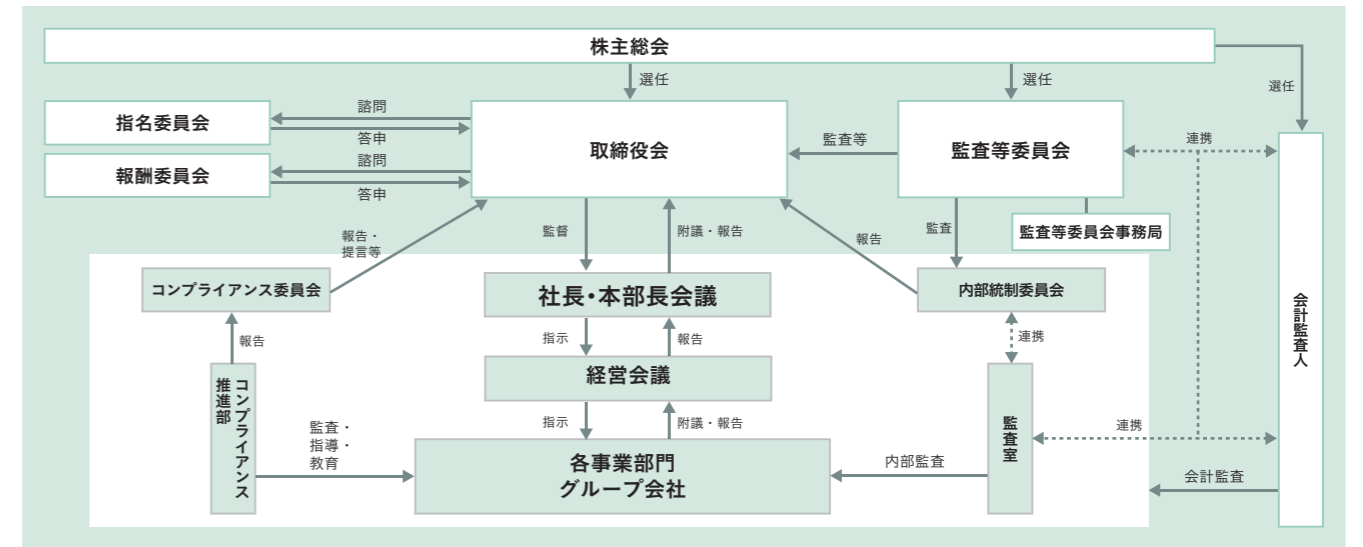 株主総会
選任
選任
選任
指名委員会
諮問
答申
報酬委員会
諮問
答申
取締役会
監査等
監査等委員会
連携
監査等委員会事務局
報告・
提言等
監督
附議・報告
報告
監査
コンプライアンス委員会
社長・本部長会議
内部統制委員会
会計監査人
報告
指示
報告
連携
経営会議
コンプライアンス
推進部
監査・
指導・
教育
指示
附議・報告
各事業部門
グループ会社
内部監査
監査室
連携
会計監査